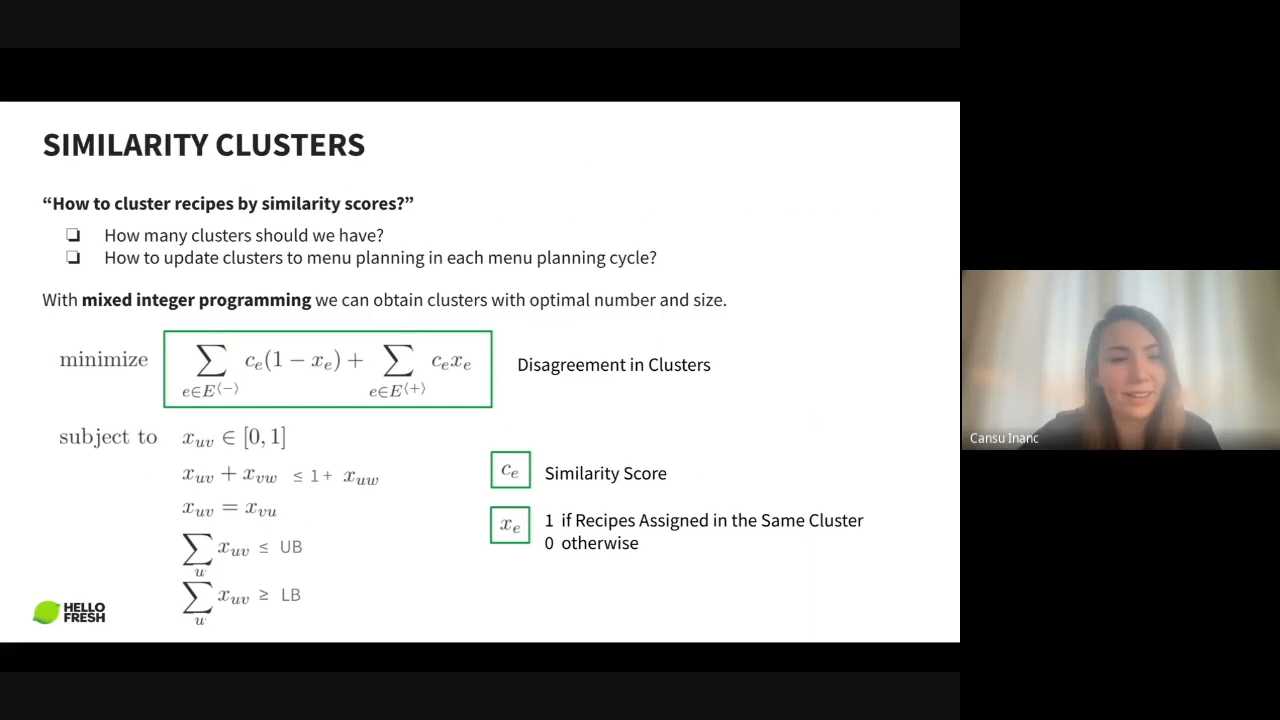 SIMILARITY CLUSTERS
“How to cluster recipes by similarity scores?”
❏ How many clusters should we have?
❏ How to update clusters to menu planning in each menu planning cycle?
With mixed integer programming we can obtain clusters with optimal number and size.
minimize ∑_{e∈E⟨−⟩} c_e(1 − x_e) + ∑_{e∈E⟨+⟩} c_e x_e Disagreement in Clusters
subject to x_{uv} ∈ [0, 1]
x_{uv} + x_{vw} ≤ 1 + x_{uw}
c_e Similarity Score
x_{uv} = x_{vu}
x_e 1 if Recipes Assigned in the Same Cluster
0 otherwise
∑_u x_{uv} ≤ UB
∑_u x_{uv} ≥ LB
HELLO
FRESH
Cansu Inanc